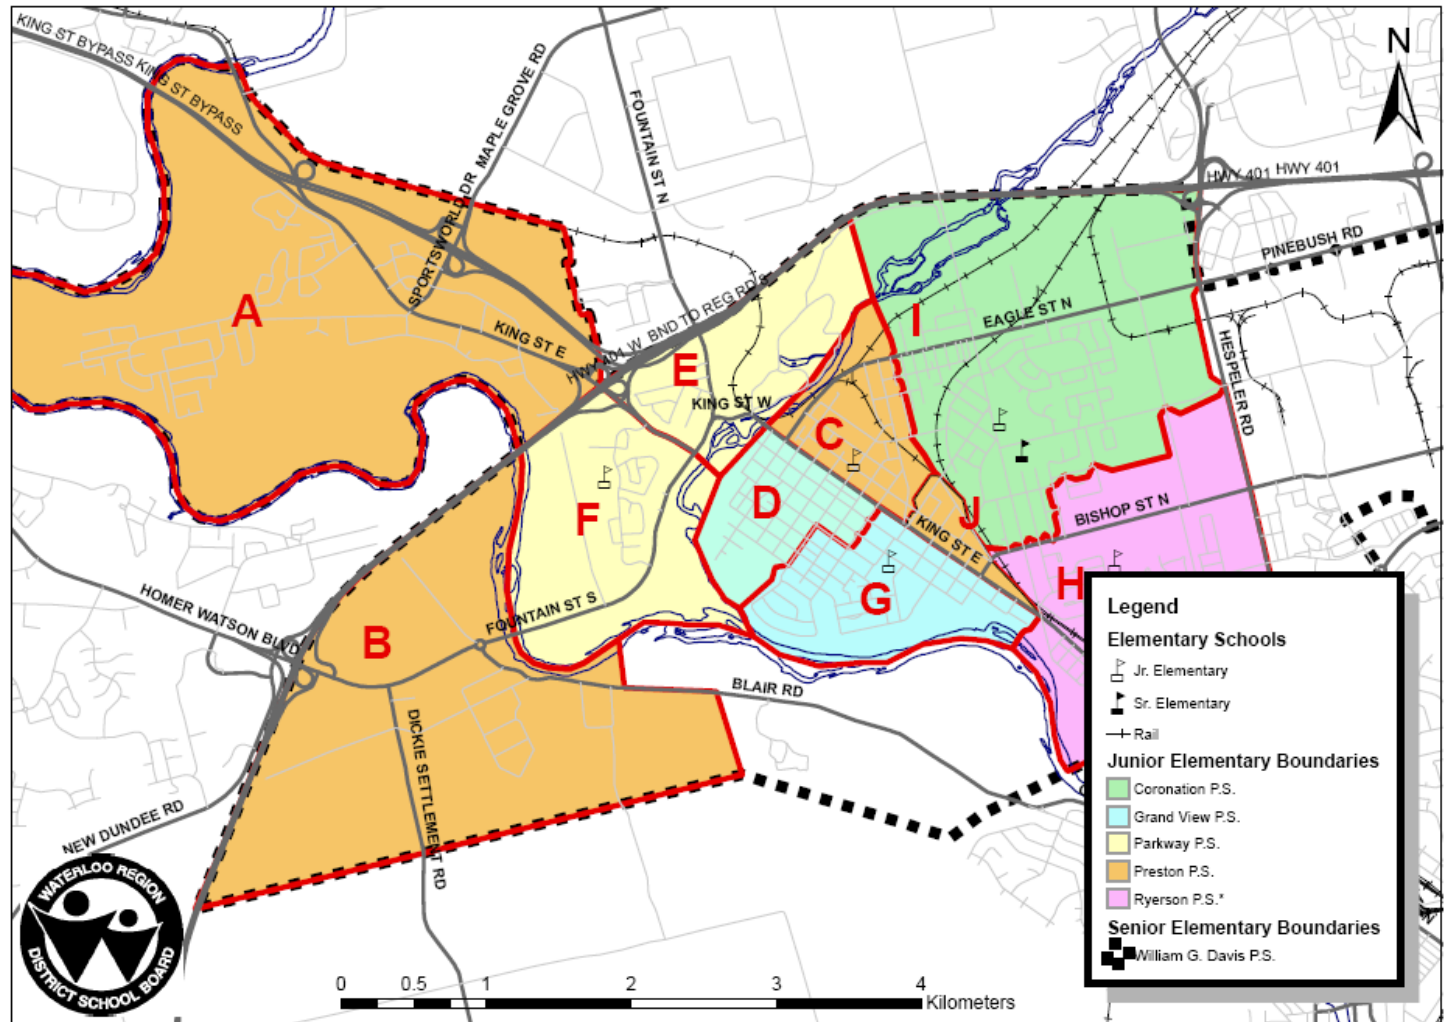 KING ST BYPASS KING ST BYPASS
MAPLE GROVE RD
SPORTSWORLD DR
FOUNTAIN ST N
N
HWY 401 HWY 401
PINEBUSH RD
A
KING ST E
HWY 401 W BND TO REG RD 8
E
I
EAGLE ST N
HESPELER RD
KING ST W
C
D
F
J
KING ST E
BISHOP ST N
G
H
HOMER WATSON BLVD
FOUNTAIN ST S
B
BLAIR RD
DICKIE SETTLEMENT RD
NEW DUNDEE RD
WATERLOO REGION
DISTRICT SCHOOL BOARD
0 0.5 1 2 3 4
Kilometers
Legend
Elementary Schools
Jr. Elementary
Sr. Elementary
Rail
Junior Elementary Boundaries
Coronation P.S.
Grand View P.S.
Parkway P.S.
Preston P.S.
Ryerson P.S.*
Senior Elementary Boundaries
William G. Davis P.S.